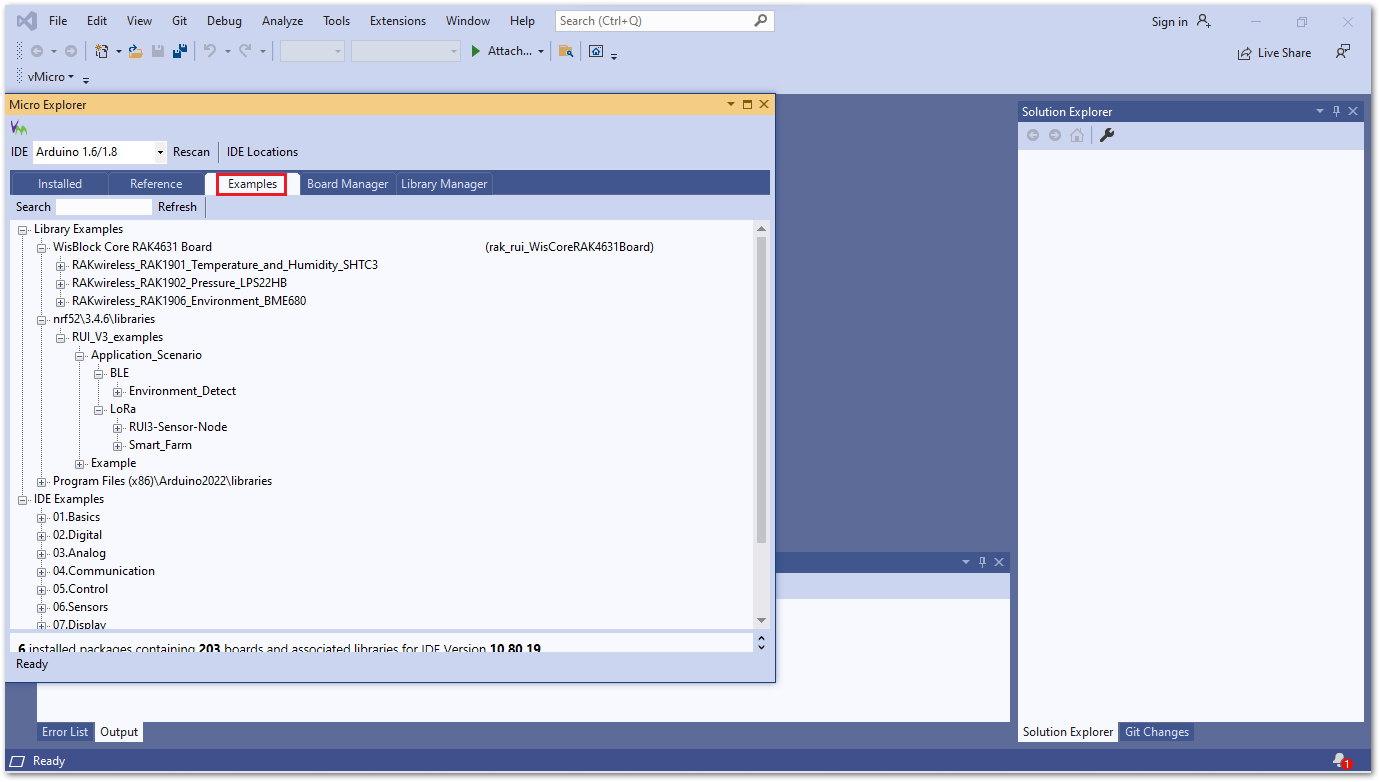 File Edit View Git Debug Analyze Tools Extensions Window Help Search (Ctrl+Q) Sign in
Attach... Live Share
vMicro
Micro Explorer
Solution Explorer
IDE Arduino 1.6/1.8 Rescan IDE Locations
Installed Reference Examples Board Manager Library Manager
Search Refresh
Library Examples
WisBlock Core RAK4631 Board (rak_rui_WisCoreRAK4631Board)
RAKwireless_RAK1901_Temperature_and_Humidity_SHTC3
RAKwireless_RAK1902_Pressure_LPS22HB
RAKwireless_RAK1906_Environment_BME680
nrf52\3.4.6\libraries
RUI_V3_examples
Application_Scenario
BLE
Environment_Detect
LoRa
RUI3-Sensor-Node
Smart_Farm
Example
Program Files (x86)\Arduino2022\libraries
IDE Examples
01.Basics
02.Digital
03.Analog
04.Communication
05.Control
06.Sensors
07.Display
6 installed packages containing 203 boards and associated libraries for IDE Version 10.80.19
Ready
Error List Output
Solution Explorer Git Changes
Ready 1